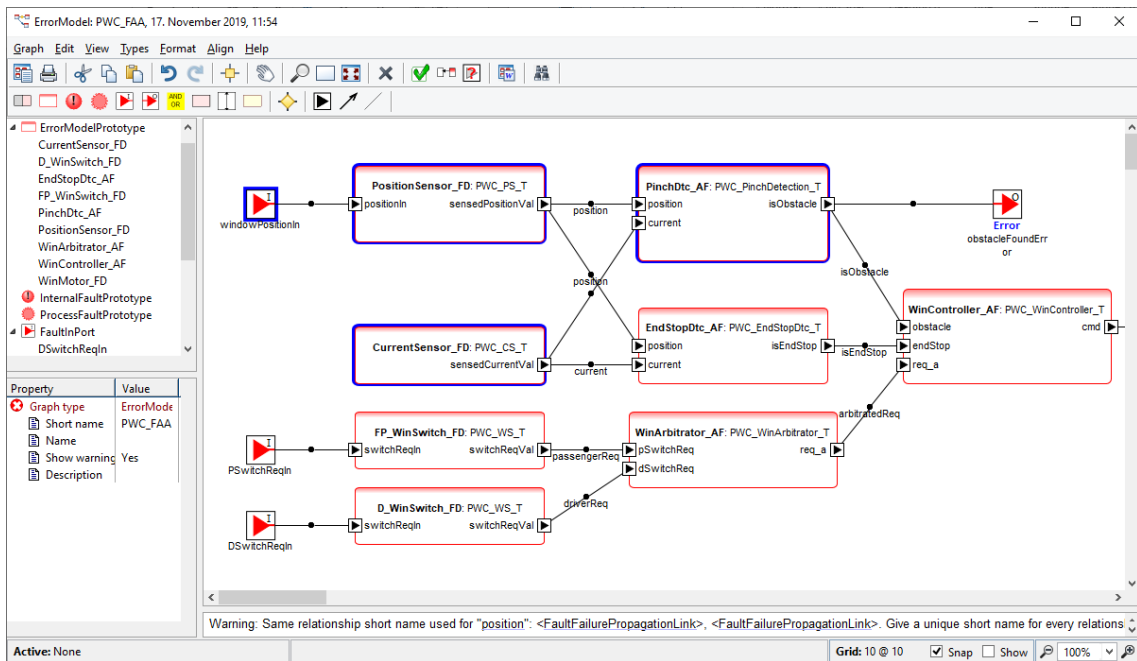 ErrorModel: PWC_FAA, 17. November 2019, 11:54
Graph Edit View Types Format Align Help
AND
OR
ErrorModelPrototype
CurrentSensor_FD
D_WinSwitch_FD
EndStopDtc_AF
FP_WinSwitch_FD
PinchDtc_AF
PositionSensor_FD
WinArbitrator_AF
WinController_AF
WinMotor_FD
InternalFaultPrototype
ProcessFaultPrototype
FaultInPort
DSwitchReqIn
Property Value
Graph type ErrorMode
Short name PWC_FAA
Name
Show warning Yes
Description
I
windowPositionIn
PositionSensor_FD: PWC_PS_T
positionIn
sensedPositionVal
position
position
PinchDtc_AF: PWC_PinchDetection_T
position
isObstacle
current
O
Error
obstacleFoundErr
or
isObstacle
CurrentSensor_FD: PWC_CS_T
sensedCurrentVal
current
EndStopDtc_AF: PWC_EndStopDtc_T
position
isEndStop
current
isEndStop
WinController_AF: PWC_WinController_T
obstacle
cmd
endStop
req_a
arbitratedReq
I
PSwitchReqIn
FP_WinSwitch_FD: PWC_WS_T
switchReqIn
switchReqVal
passengerReq
WinArbitrator_AF: PWC_WinArbitrator_T
pSwitchReq
req_a
dSwitchReq
I
DSwitchReqIn
D_WinSwitch_FD: PWC_WS_T
switchReqIn
switchReqVal
driverReq
Warning: Same relationship short name used for "position": <FaultFailurePropagationLink>, <FaultFailurePropagationLink>. Give a unique short name for every relations
Active: None
Grid: 10 @ 10 Snap Show 100%